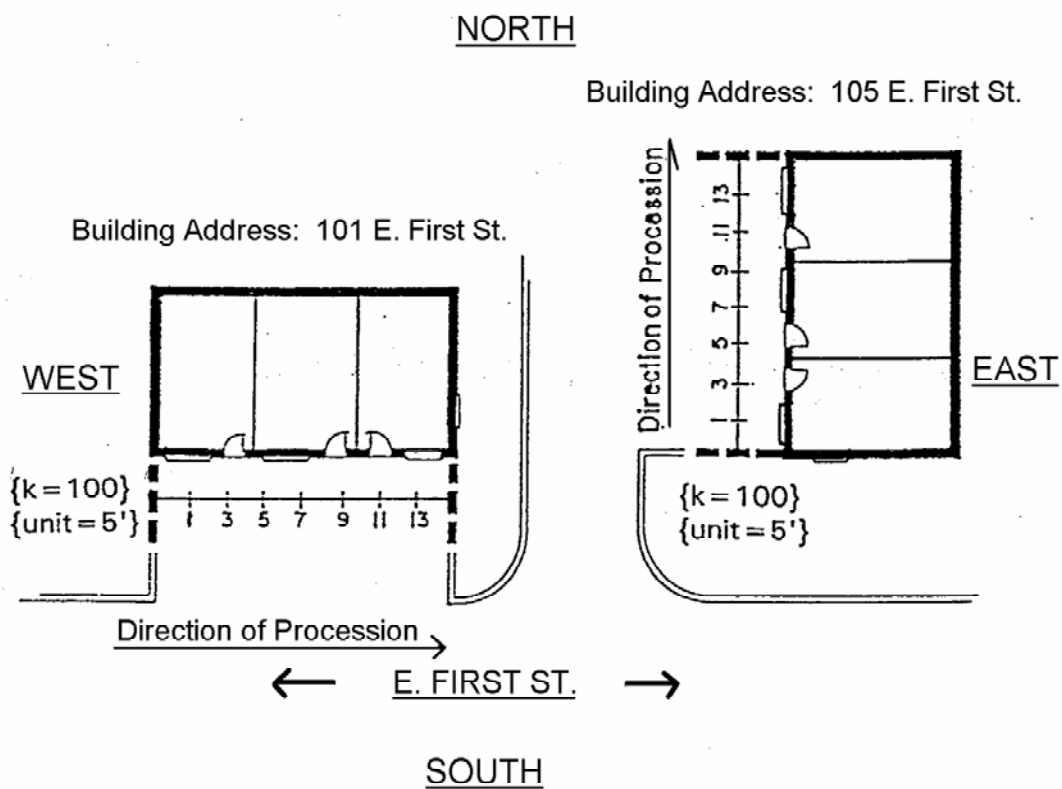 NORTH
Building Address: 105 E. First St.
Direction of Procession
13
11
9
7
5
3
1
Building Address: 101 E. First St.
WEST
EAST
{k = 100}
{unit = 5'}
1 3 5 7 9 11 13
{k = 100}
{unit = 5'}
Direction of Procession
E. FIRST ST.
SOUTH